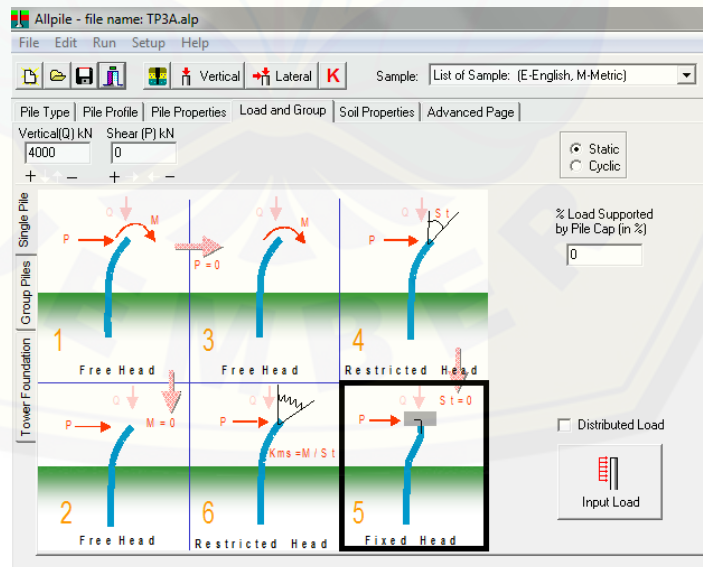 Allpile - file name: TP3A.alp
File Edit Run Setup Help
Vertical Lateral K Sample: List of Sample: (E-English, M-Metric)
Pile Type Pile Profile Pile Properties Load and Group Soil Properties Advanced Page
Vertical(Q) kN Shear (P) kN
4000 0
+ - + -
Static
Cyclic
Single Pile
Group Piles
Tower Foundation
Q M
P
P = 0
1
Free Head
Q M
3
Free Head
Q St
P
4
Restricted Head
Q M = 0
P
2
Free Head
Q
P
Kms = M / St
6
Restricted Head
Q St = 0
P
5
Fixed Head
% Load Supported
by Pile Cap (in %)
0
Distributed Load
Input Load